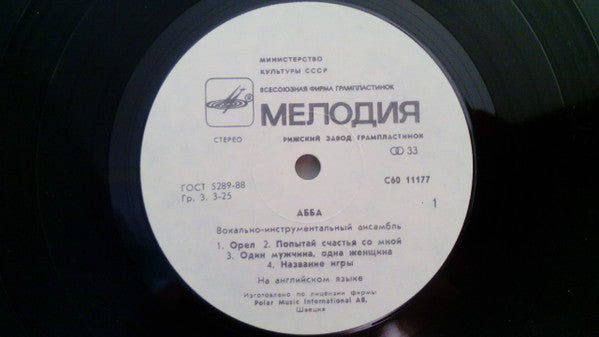 МИНИСТЕРСТВО
КУЛЬТУРЫ СССР
ВСЕСОЮЗНАЯ ФИРМА ГРАМПЛАСТИНОК
® МЕЛОДИЯ
СТЕРЕО РИЖСКИЙ ЗАВОД ГРАМПЛАСТИНОК 33
ГОСТ 5289-88 С60 11177
Гр. 3. 3-25
АББА 1
Вокально-инструментальный ансамбль
1. Орел 2. Попытай счастья со мной
3. Один мужчина, одна женщина
4. Название игры
На английском языке
Изготовлено по лицензии фирмы
Polar Music International AB.
Швеция